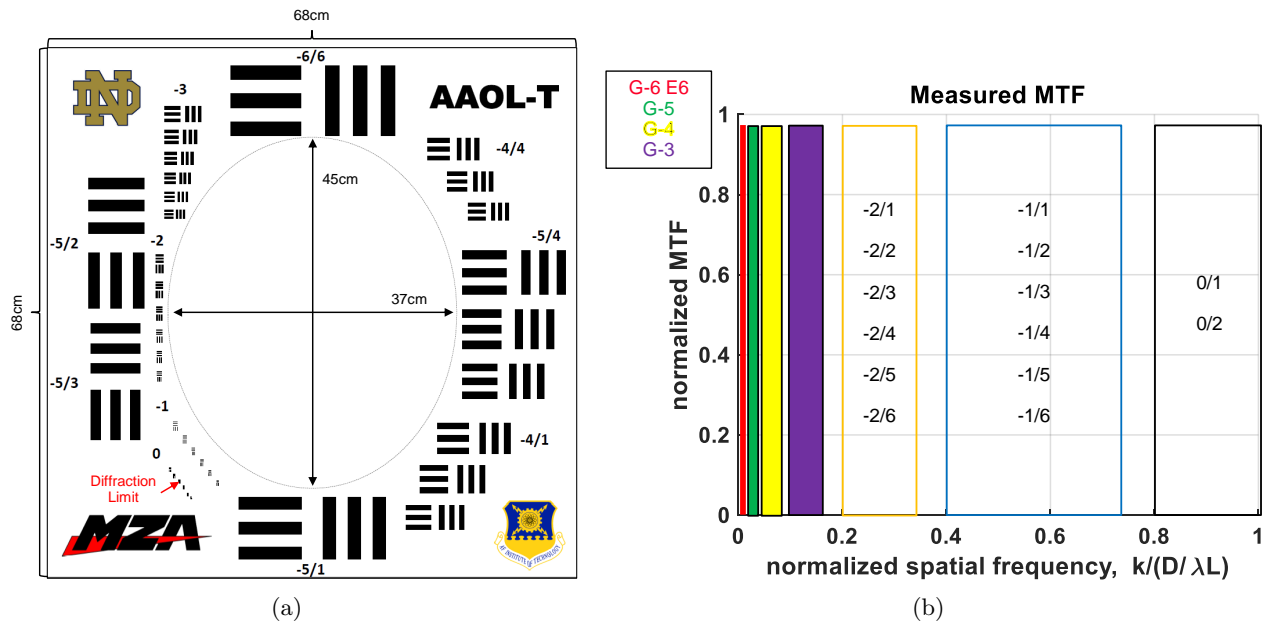 68cm
68cm
-6/6
-3
AAOL-T
-4/4
45cm
-5/2
-2
-5/4
37cm
-5/3
-1
-4/1
0
Diffraction
Limit
MZA
AF INSTITUTE OF TECHNOLOGY
-5/1
(a)
G-6 E6
G-5
G-4
G-3
Measured MTF
normalized MTF
1
0.8
0.6
0.4
0.2
0
-2/1
-2/2
-2/3
-2/4
-2/5
-2/6
-1/1
-1/2
-1/3
-1/4
-1/5
-1/6
0/1
0/2
0 0.2 0.4 0.6 0.8 1
normalized spatial frequency, k/(D/ λL)
(b)